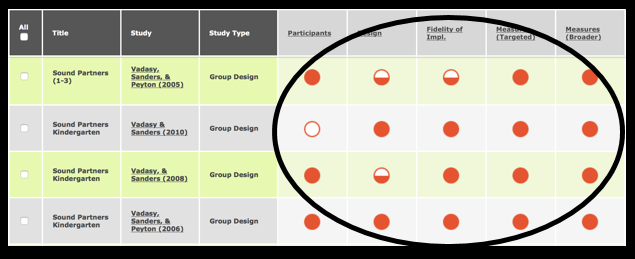 All
Title
Study
Study Type
Participants
Design
Fidelity of
Impl.
Measures
(Targeted)
Measures
(Broader)
Sound Partners
(1-3)
Vadasy,
Sanders, &
Peyton (2005)
Group Design
Sound Partners
Kindergarten
Vadasy &
Sanders (2010)
Group Design
Sound Partners
Kindergarten
Vadasy, &
Sanders (2008)
Group Design
Sound Partners
Kindergarten
Vadasy,
Sanders, &
Peyton (2006)
Group Design